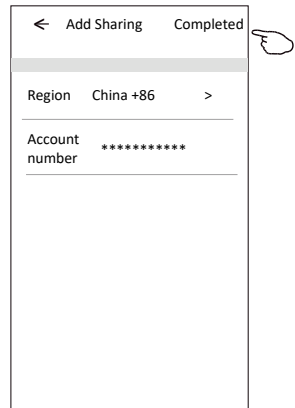 ← Add Sharing Completed
Region China +86 >
Account
number ***********